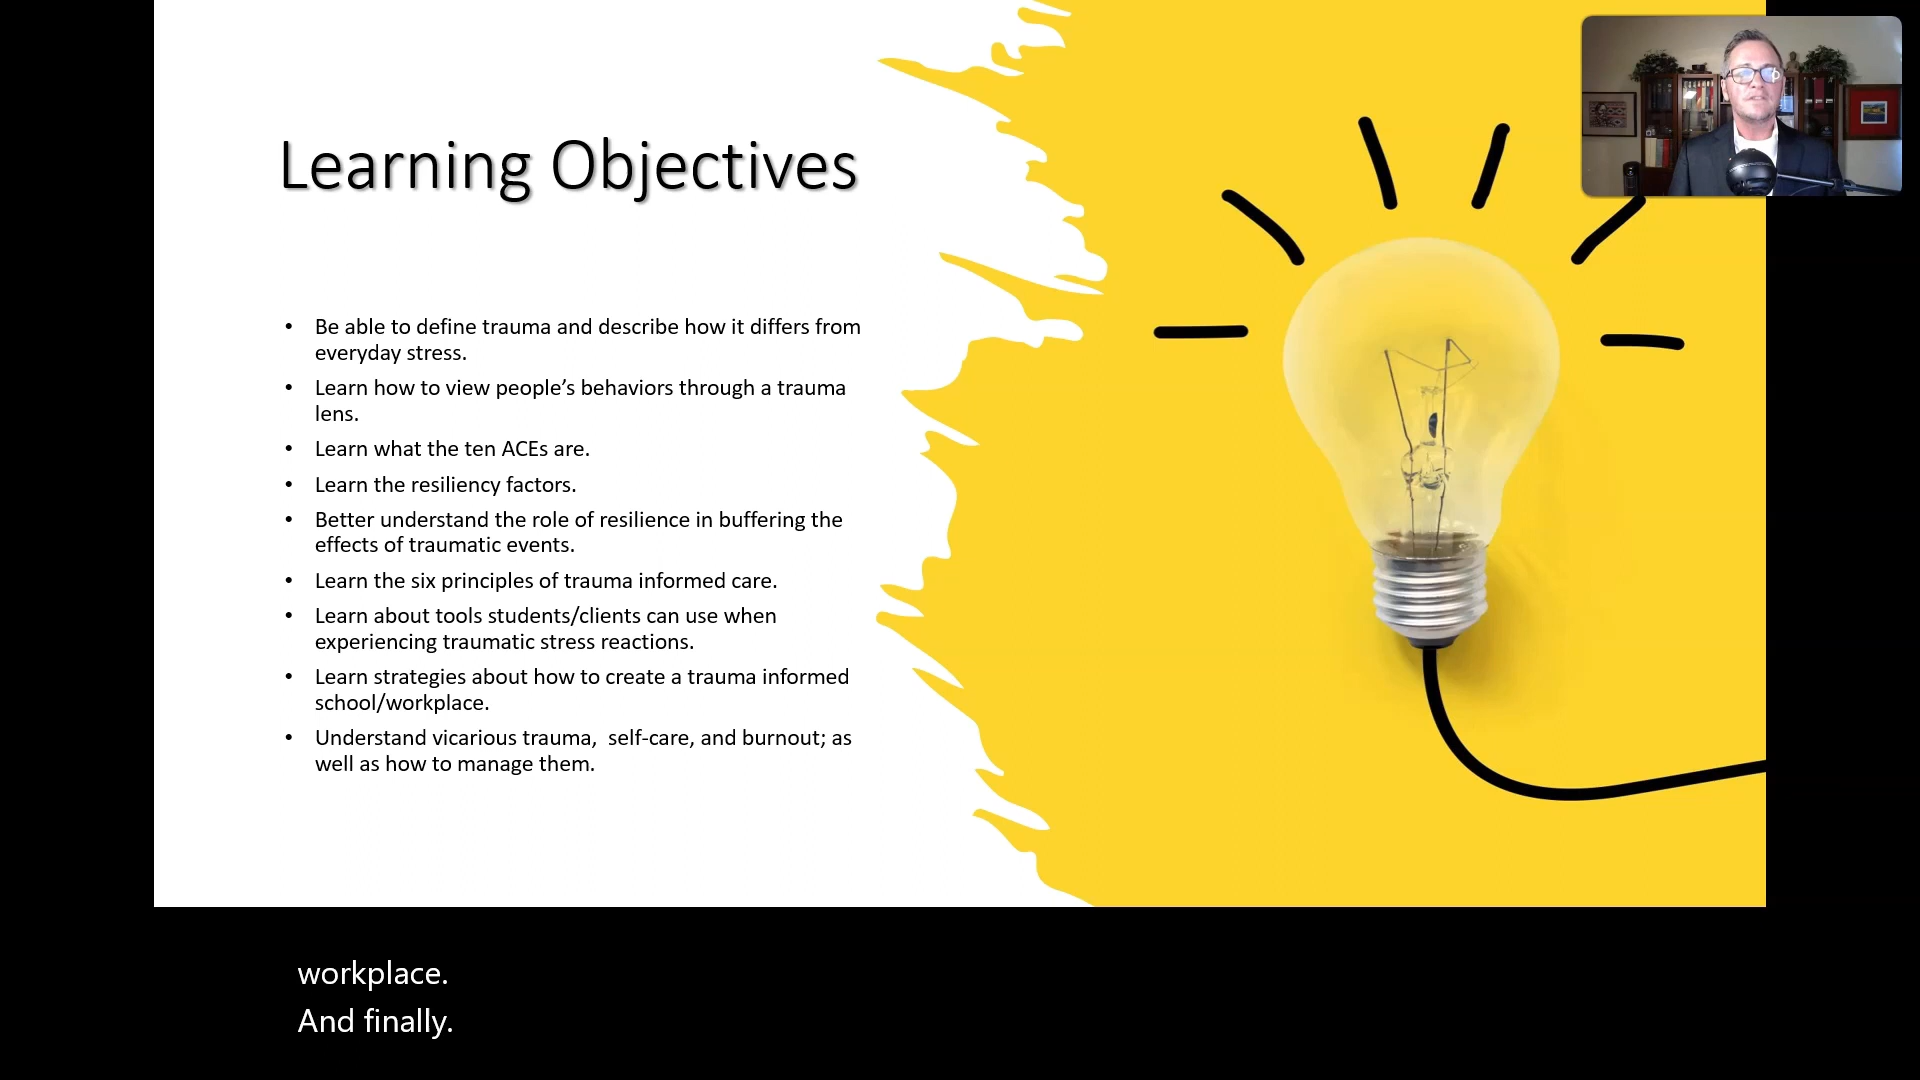 Learning Objectives
• Be able to define trauma and describe how it differs from
everyday stress.
• Learn how to view people’s behaviors through a trauma
lens.
• Learn what the ten ACEs are.
• Learn the resiliency factors.
• Better understand the role of resilience in buffering the
effects of traumatic events.
• Learn the six principles of trauma informed care.
• Learn about tools students/clients can use when
experiencing traumatic stress reactions.
• Learn strategies about how to create a trauma informed
school/workplace.
• Understand vicarious trauma,  self-care, and burnout; as
well as how to manage them.
workplace.
And finally.